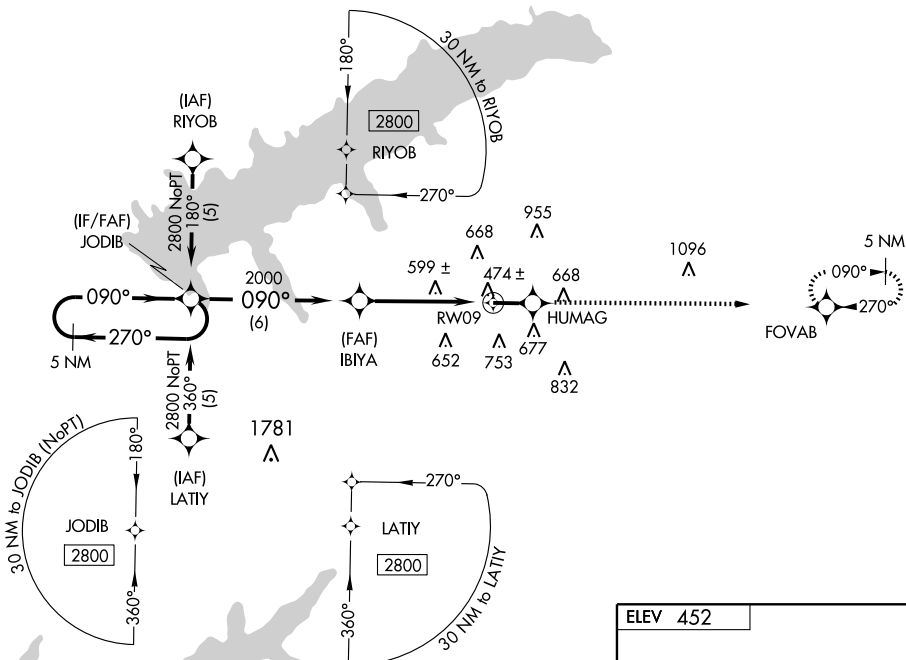 (IAF)
RIYOB
2800 NoPT
180°
(5)
180°
30 NM to RIYOB
2800
RIYOB
270°
(IF/FAF)
JODIB
090°
270°
5 NM
2000
090°
(6)
(FAF)
IBIYA
599 ±
668
474 ±
955
668
1096
RW09
HUMAG
652
753
677
832
5 NM
090°
270°
FOVAB
2800 NoPT
360°
(5)
(IAF)
LATIY
1781
30 NM to JODIB (NoPT)
180°
JODIB
2800
360°
270°
LATIY
2800
360°
30 NM to LATIY
ELEV 452